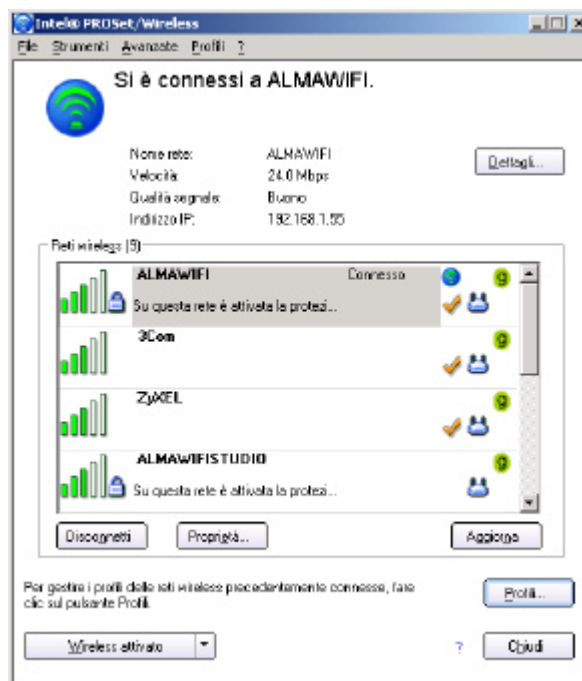 Intel® PROSet/Wireless
File Strumenti Avanzate Profili ?
Si è connessi a ALMAWIFI.
Nome rete: ALMAWIFI
Velocità: 24.0 Mbps
Qualità segnale: Buono
Indirizzo IP: 192.168.1.55
Dettagli...
Reti wireless (9)
ALMAWIFI Connesso
Su questa rete è attivata la protezi...
g
3Com
g
ZyXEL
g
ALMAWIFISTUDIO
Su questa rete è attivata la protezi...
g
Disconnetti Proprietà... Aggiorna
Per gestire i profili delle reti wireless precedentemente connesse, fare
clic sul pulsante Profili.
Profili...
Wireless attivato ? Chiudi